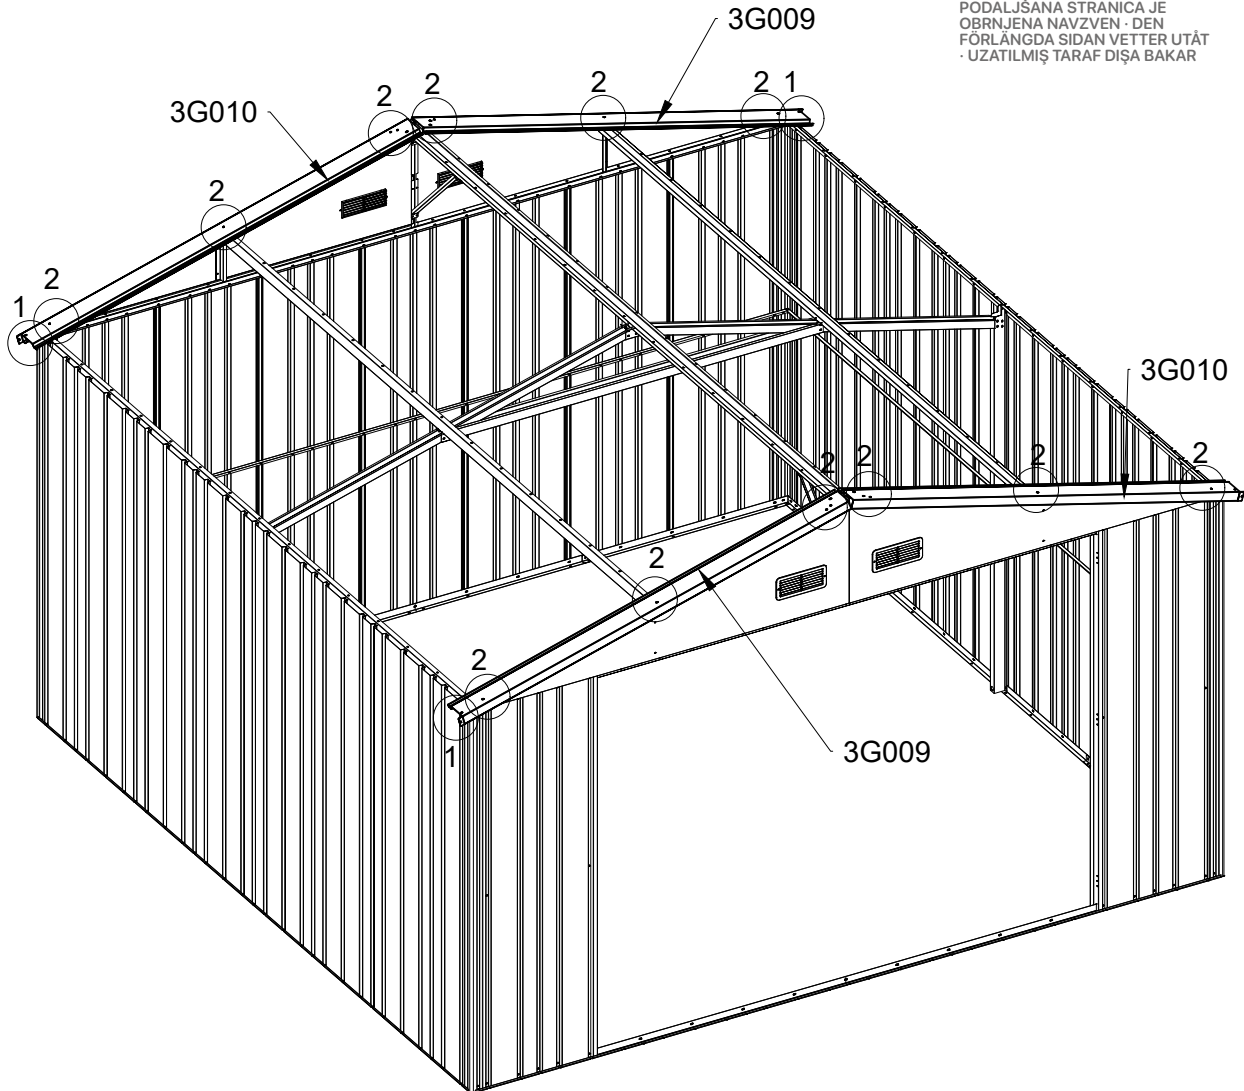 PODALJŠANA STRANICA JE
OBRNJENA NAVZVEN · DEN
FÖRLÄNGDA SIDAN VETTER UTÅT
· UZATILMIŞ TARAF DIŞA BAKAR
3G009
2
2 1
3G010
2
2
2
2
1
3G010
2
2
2
2
2
2
1
3G009